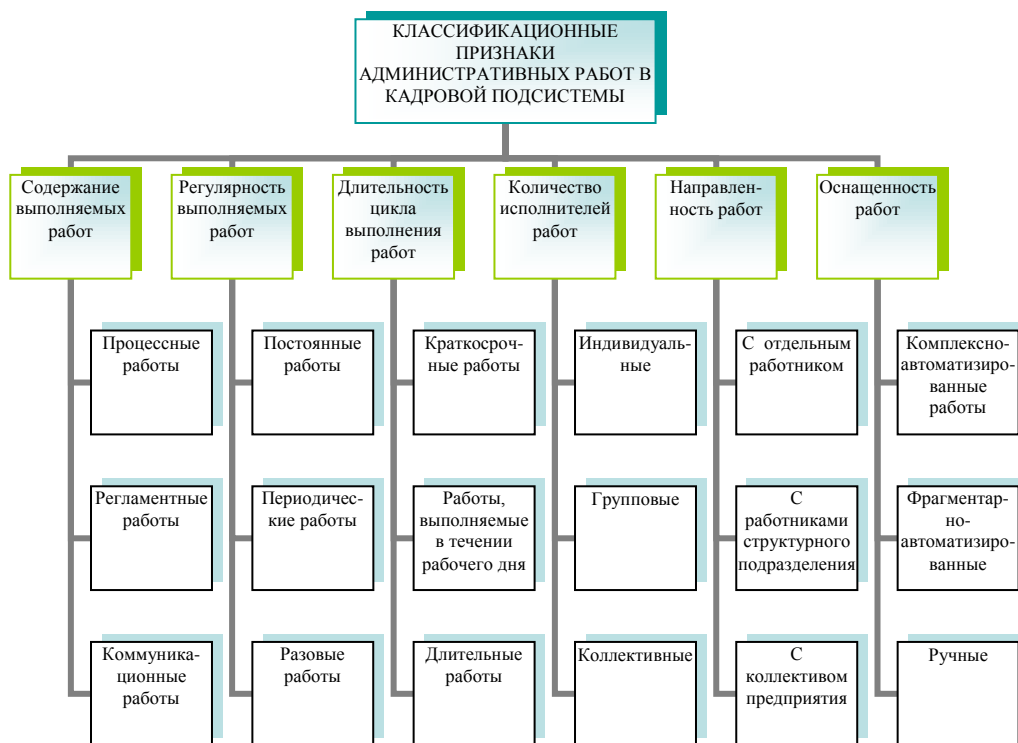 КЛАССИФИКАЦИОННЫЕ
ПРИЗНАКИ
АДМИНИСТРАТИВНЫХ РАБОТ В
КАДРОВОЙ ПОДСИСТЕМЫ
Содержание
выполняемых
работ
Регулярность
выполняемых
работ
Длительность
цикла
выполнения
работ
Количество
исполнителей
работ
Направлен-
ность работ
Оснащенность
работ
Процессные
работы
Постоянные
работы
Краткосроч-
ные работы
Индивидуаль-
ные
С отдельным
работником
Комплексно-
автоматизиро-
ванные
работы
Регламентные
работы
Периодичес-
кие работы
Работы,
выполняемые
в течении
рабочего дня
Групповые
С
работниками
структурного
подразделения
Фрагментар-
но-
автоматизиро-
ванные
Коммуника-
ционные
работы
Разовые
работы
Длительные
работы
Коллективные
С
коллективом
предприятия
Ручные